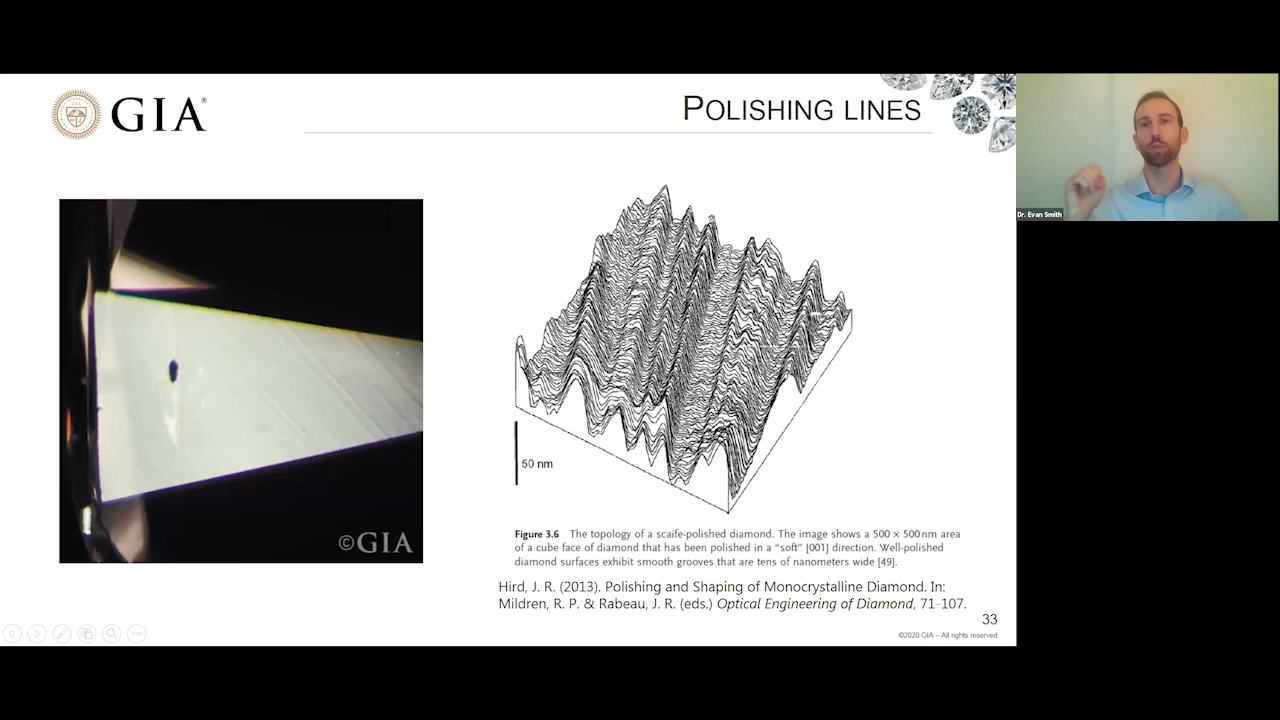 GIA®
POLISHING LINES
Dr. Evan Smith
50 nm
©GIA
Figure 3.6 The topology of a scaife-polished diamond. The image shows a 500 × 500 nm area
of a cube face of diamond that has been polished in a “soft” [001] direction. Well-polished
diamond surfaces exhibit smooth grooves that are tens of nanometers wide [49].
Hird, J. R. (2013). Polishing and Shaping of Monocrystalline Diamond. In:
Mildren, R. P. & Rabeau, J. R. (eds.) Optical Engineering of Diamond, 71-107.
33
©2020 GIA – All rights reserved.